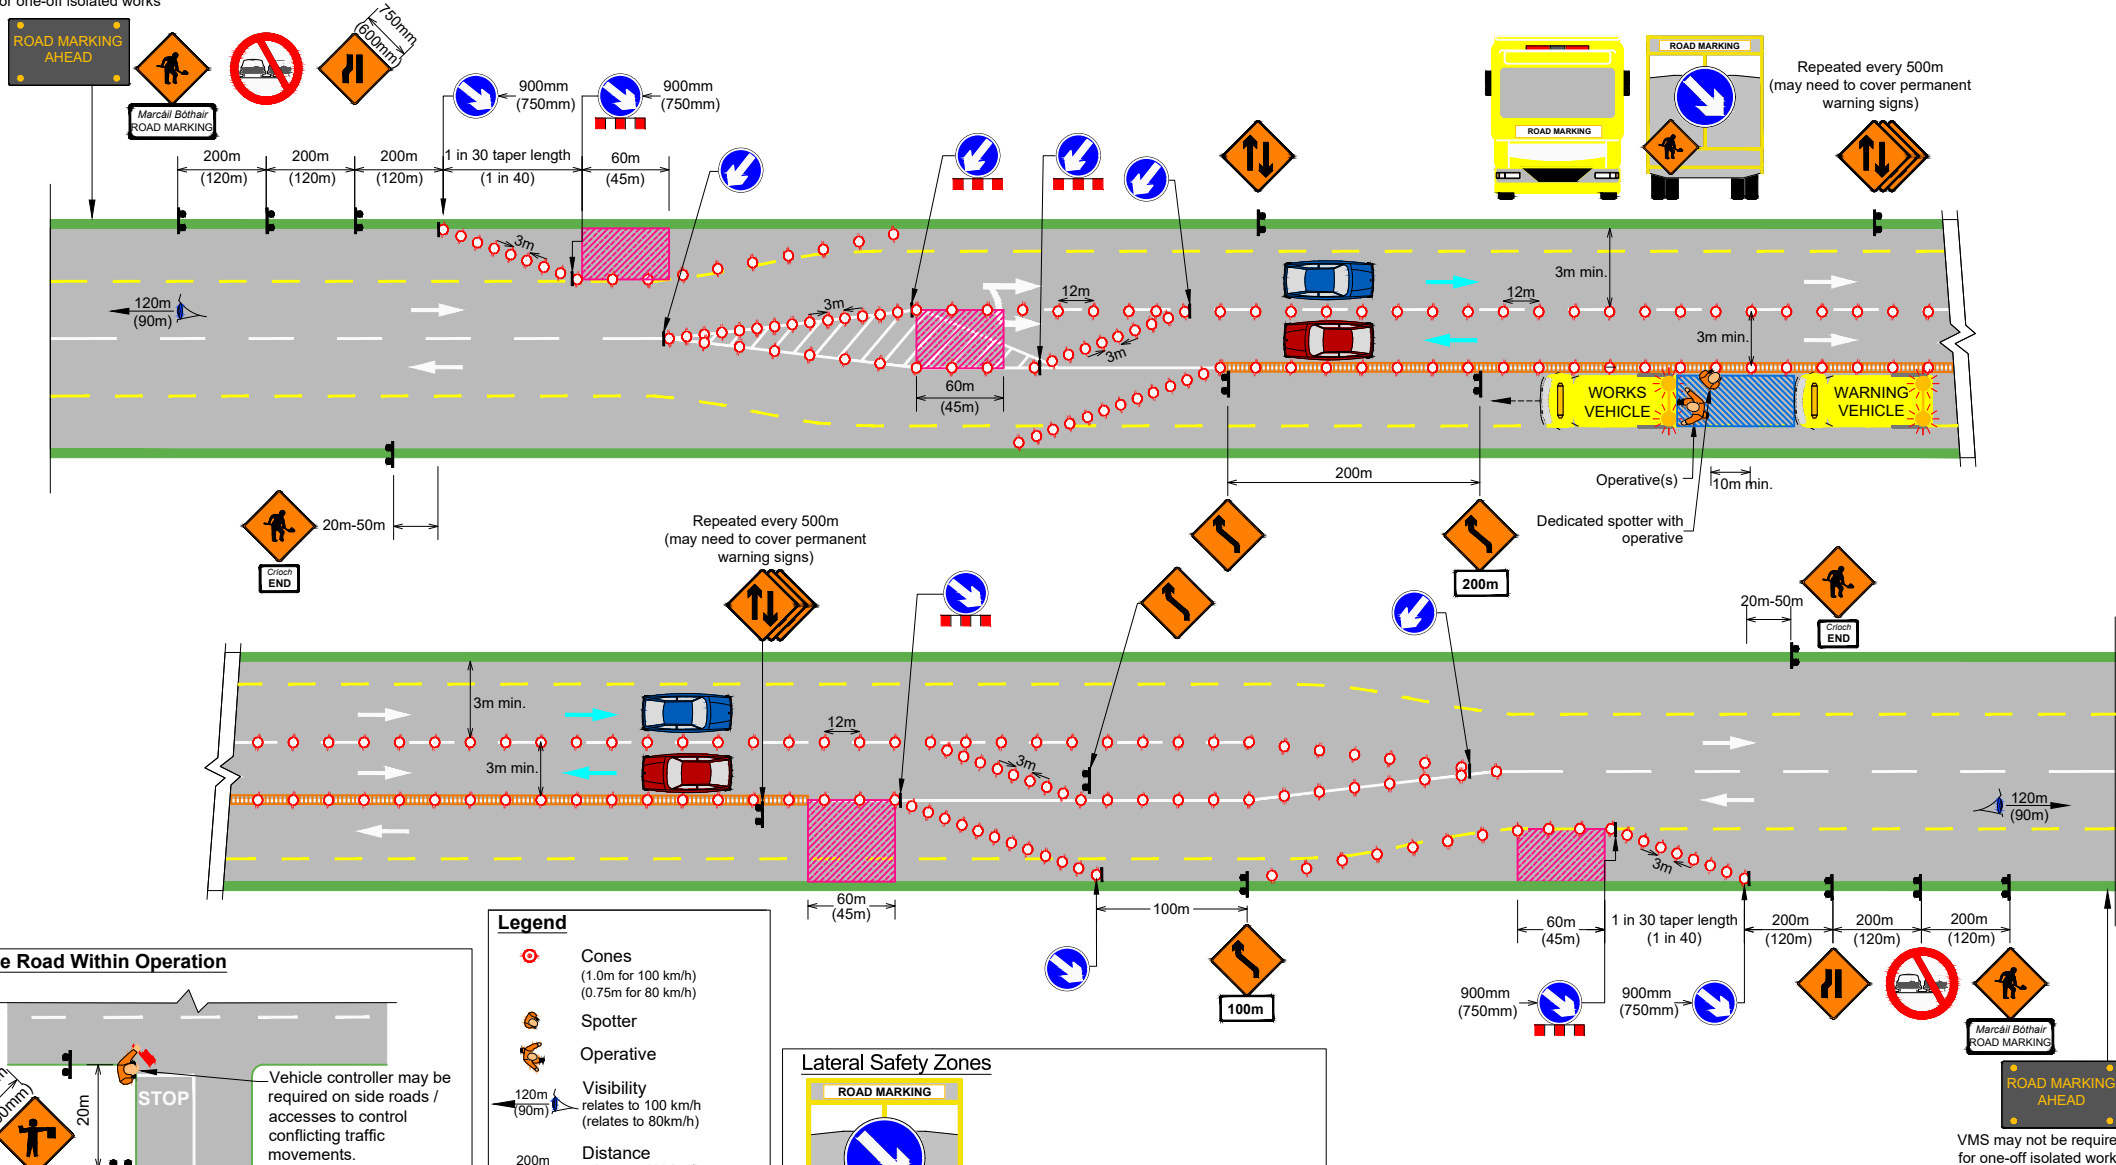 for one-off isolated works
ROAD MARKING
AHEAD
Marcáil Bóthair
ROAD MARKING
750mm
(600mm)
900mm
(750mm)
900mm
(750mm)
200m
(120m)
200m
(120m)
200m
(120m)
1 in 30 taper length
(1 in 40)
60m
(45m)
ROAD MARKING
ROAD MARKING
Repeated every 500m
(may need to cover permanent
warning signs)
3m
120m
(90m)
3m
12m
3m
60m
(45m)
12m
3m min.
3m min.
WORKS
VEHICLE
WARNING
VEHICLE
200m
Operative(s)
10m min.
Dedicated spotter with
operative
20m-50m
Críoch
END
Repeated every 500m
(may need to cover permanent
warning signs)
200m
20m-50m
Críoch
END
3m min.
3m min.
12m
3m
120m
(90m)
3m
60m
(45m)
100m
100m
60m
(45m)
1 in 30 taper length
(1 in 40)
200m
(120m)
200m
(120m)
200m
(120m)
900mm
(750mm)
900mm
(750mm)
Marcáil Bóthair
ROAD MARKING
ROAD MARKING
AHEAD
VMS may not be require
for one-off isolated work
e Road Within Operation
STOP
20m
Vehicle controller may be
required on side roads /
accesses to control
conflicting traffic
movements.
Legend
Cones
(1.0m for 100 km/h)
(0.75m for 80 km/h)
Spotter
Operative
120m
(90m)
Visibility
relates to 100 km/h
(relates to 80km/h)
200m
Distance
Lateral Safety Zones
ROAD MARKING